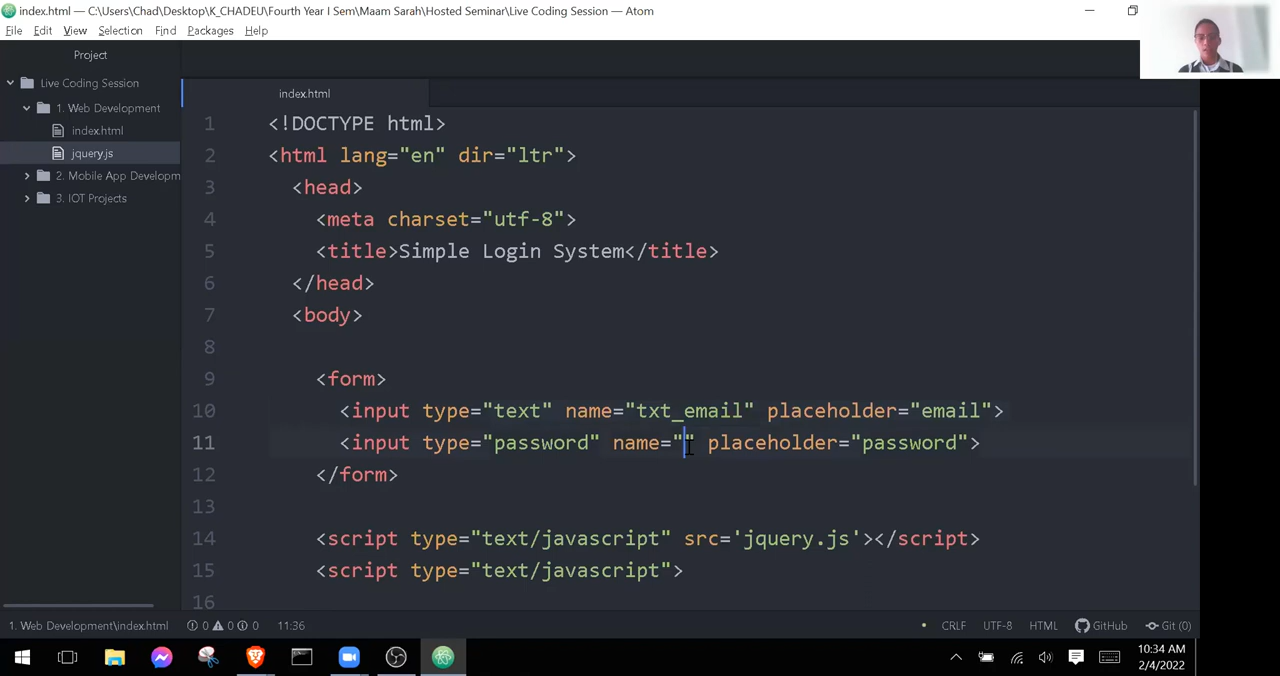 index.html — C:\Users\Chad\Desktop\K_CHADEU\Fourth Year I Sem\Maam Sarah\Hosted Seminar\Live Coding Session — Atom
File Edit View Selection Find Packages Help
Project
Live Coding Session
1. Web Development
index.html
jquery.js
2. Mobile App Developm
3. IOT Projects
index.html
1 <!DOCTYPE html>
2 <html lang="en" dir="ltr">
3 <head>
4 <meta charset="utf-8">
5 <title>Simple Login System</title>
6 </head>
7 <body>
8
9 <form>
10 <input type="text" name="txt_email" placeholder="email">
11 <input type="password" name="" placeholder="password">
12 </form>
13
14 <script type="text/javascript" src='jquery.js'></script>
15 <script type="text/javascript">
16
1. Web Development\index.html 0 0 0 11:36 CRLF UTF-8 HTML GitHub Git (0)
10:34 AM
2/4/2022